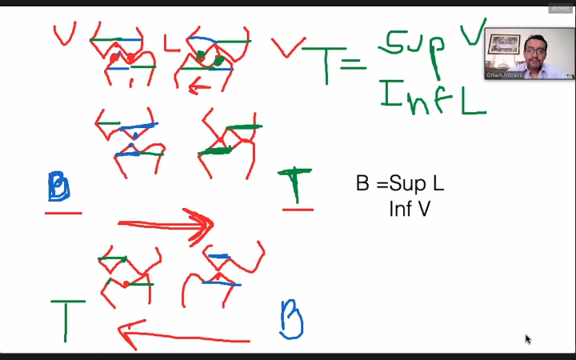 V L V T = Sup V
Inf L
B T
B =Sup L
Inf V
T B